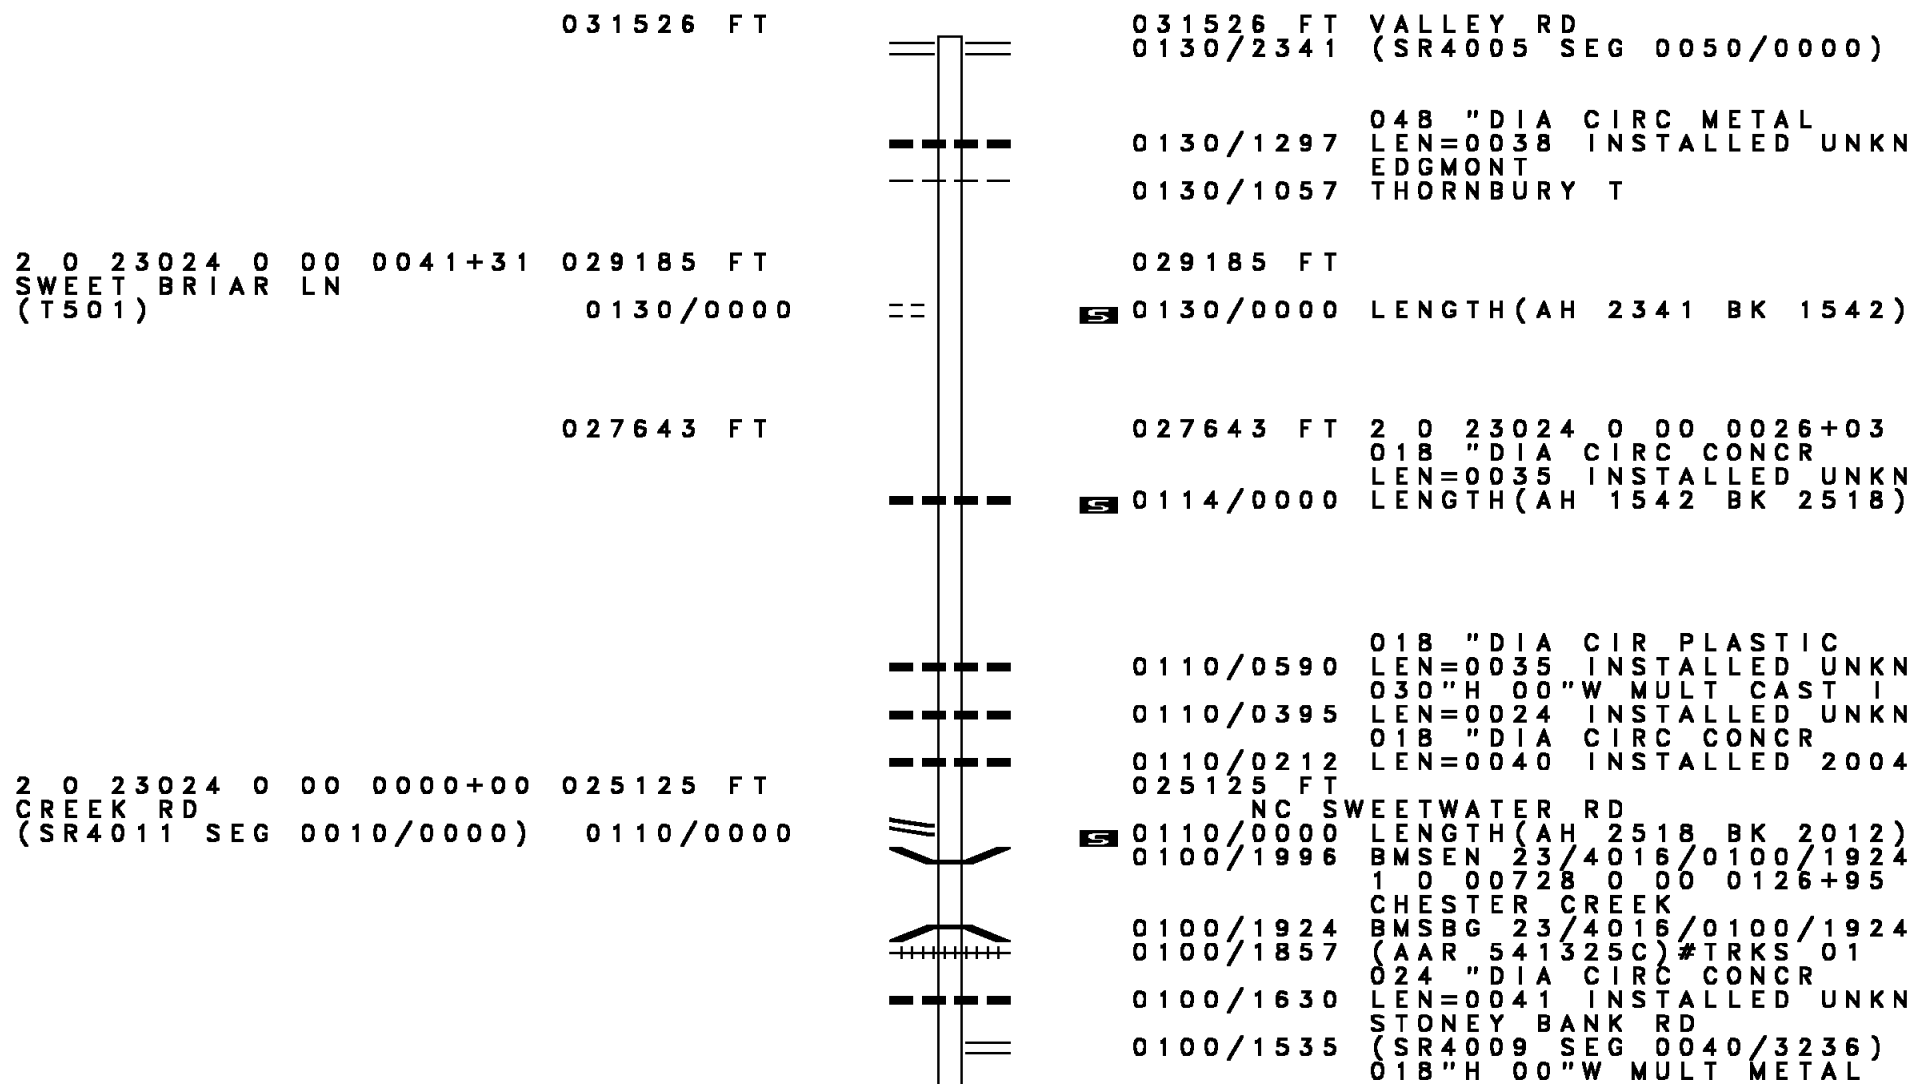 031526 FT 031526 FT VALLEY RD
0130/2341 (SR4005 SEG 0050/0000)
048 "DIA CIRC METAL
0130/1297 LEN=0038 INSTALLED UNKN
EDGMONT
0130/1057 THORNBURY T
2 0 23024 0 00 0041+31 029185 FT 029185 FT
SWEET BRIAR LN
(T501) 0130/0000 S 0130/0000 LENGTH(AH 2341 BK 1542)
027643 FT 027643 FT 2 0 23024 0 00 0026+03
018 "DIA CIRC CONCR
LEN=0035 INSTALLED UNKN
S 0114/0000 LENGTH(AH 1542 BK 2518)
018 "DIA CIR PLASTIC
0110/0590 LEN=0035 INSTALLED UNKN
030"H 00"W MULT CAST I
0110/0395 LEN=0024 INSTALLED UNKN
018 "DIA CIRC CONCR
0110/0212 LEN=0040 INSTALLED 2004
2 0 23024 0 00 0000+00 025125 FT 025125 FT
CREEK RD NC SWEETWATER RD
(SR4011 SEG 0010/0000) 0110/0000 S 0110/0000 LENGTH(AH 2518 BK 2012)
0100/1996 BMSEN 23/4016/0100/1924
1 0 00728 0 00 0126+95
CHESTER CREEK
0100/1924 BMSBG 23/4016/0100/1924
0100/1857 (AAR 541325C)#TRKS 01
024 "DIA CIRC CONCR
0100/1630 LEN=0041 INSTALLED UNKN
STONEY BANK RD
0100/1535 (SR4009 SEG 0040/3236)
018"H 00"W MULT METAL